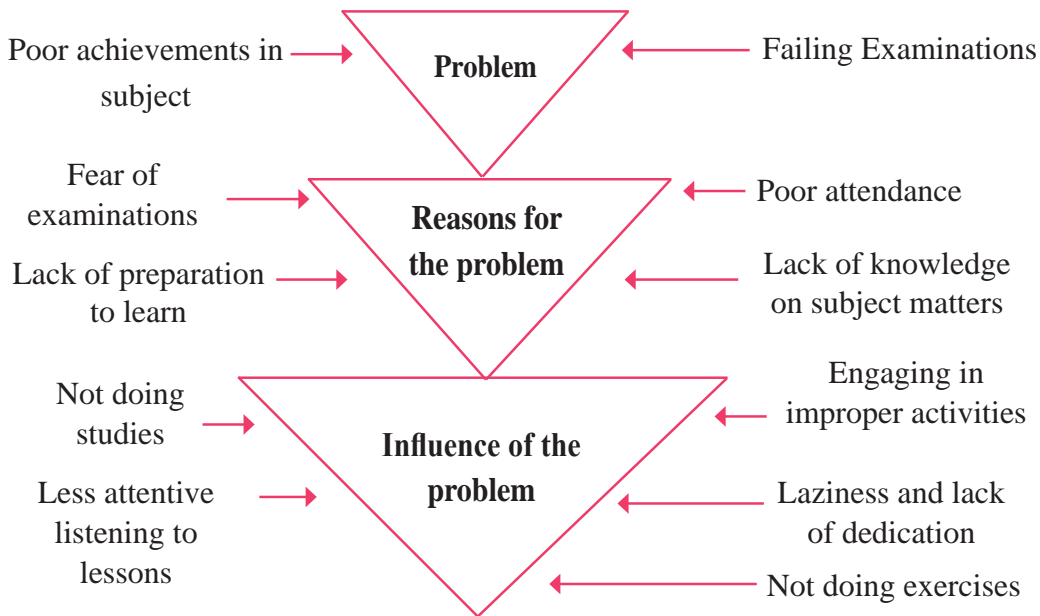 Poor achievements in
subject
Problem
Failing Examinations
Fear of
examinations
Reasons for
the problem
Poor attendance
Lack of preparation
to learn
Lack of knowledge
on subject matters
Not doing
studies
Influence of the
problem
Engaging in
improper activities
Less attentive
listening to
lessons
Laziness and lack
of dedication
Not doing exercises